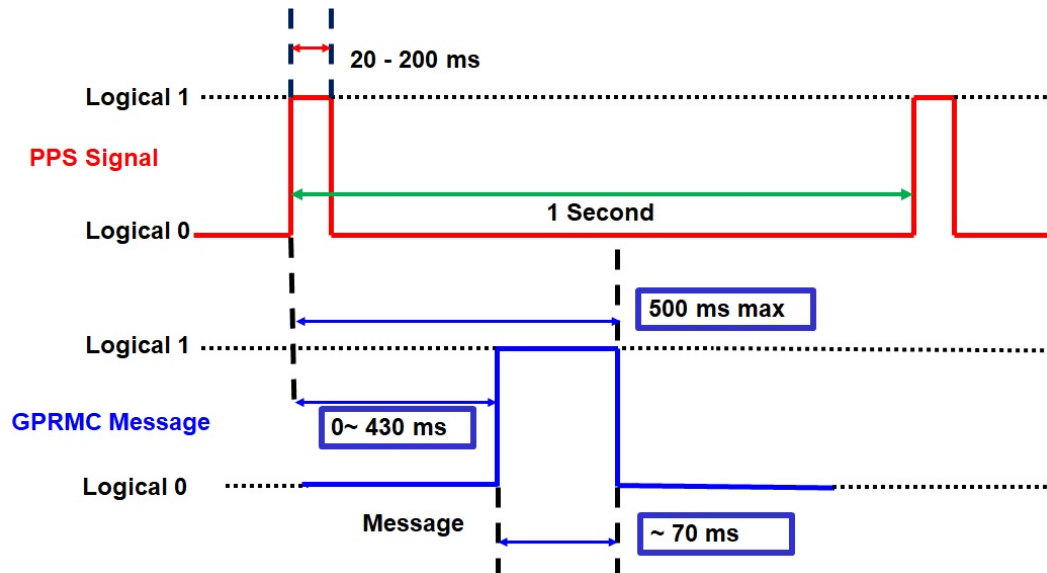 20 - 200 ms
Logical 1
PPS Signal
1 Second
Logical 0
500 ms max
Logical 1
GPRMC Message
0~ 430 ms
Logical 0
Message
~ 70 ms